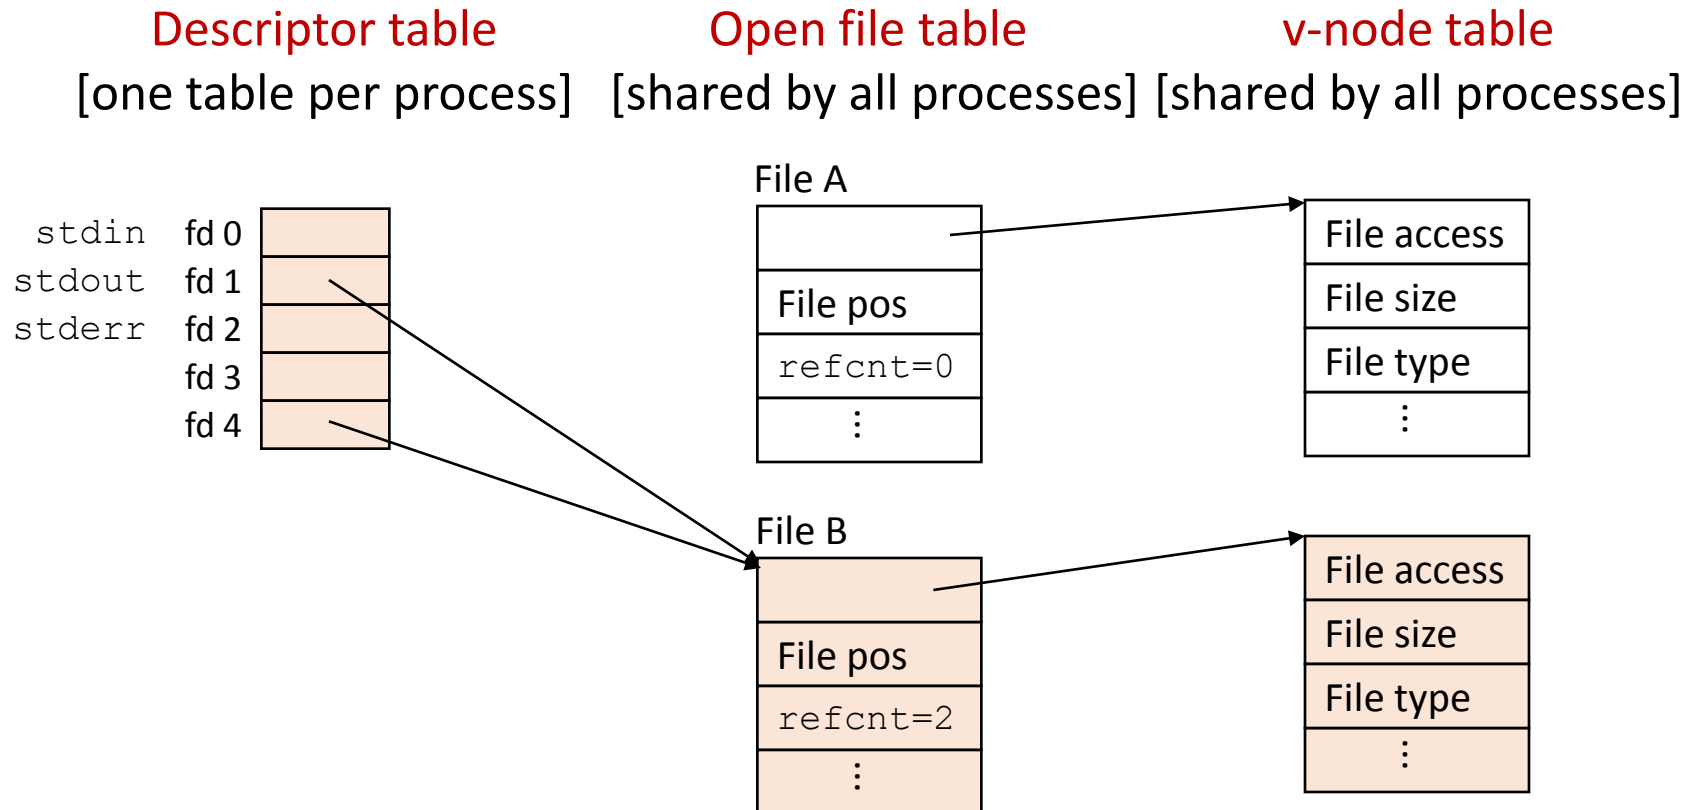 Descriptor table
[one table per process]
Open file table
[shared by all processes]
v-node table
[shared by all processes]
stdin fd 0
stdout fd 1
stderr fd 2
fd 3
fd 4
File A
File pos
refcnt=0
⋮
File access
File size
File type
⋮
File B
File pos
refcnt=2
⋮
File access
File size
File type
⋮